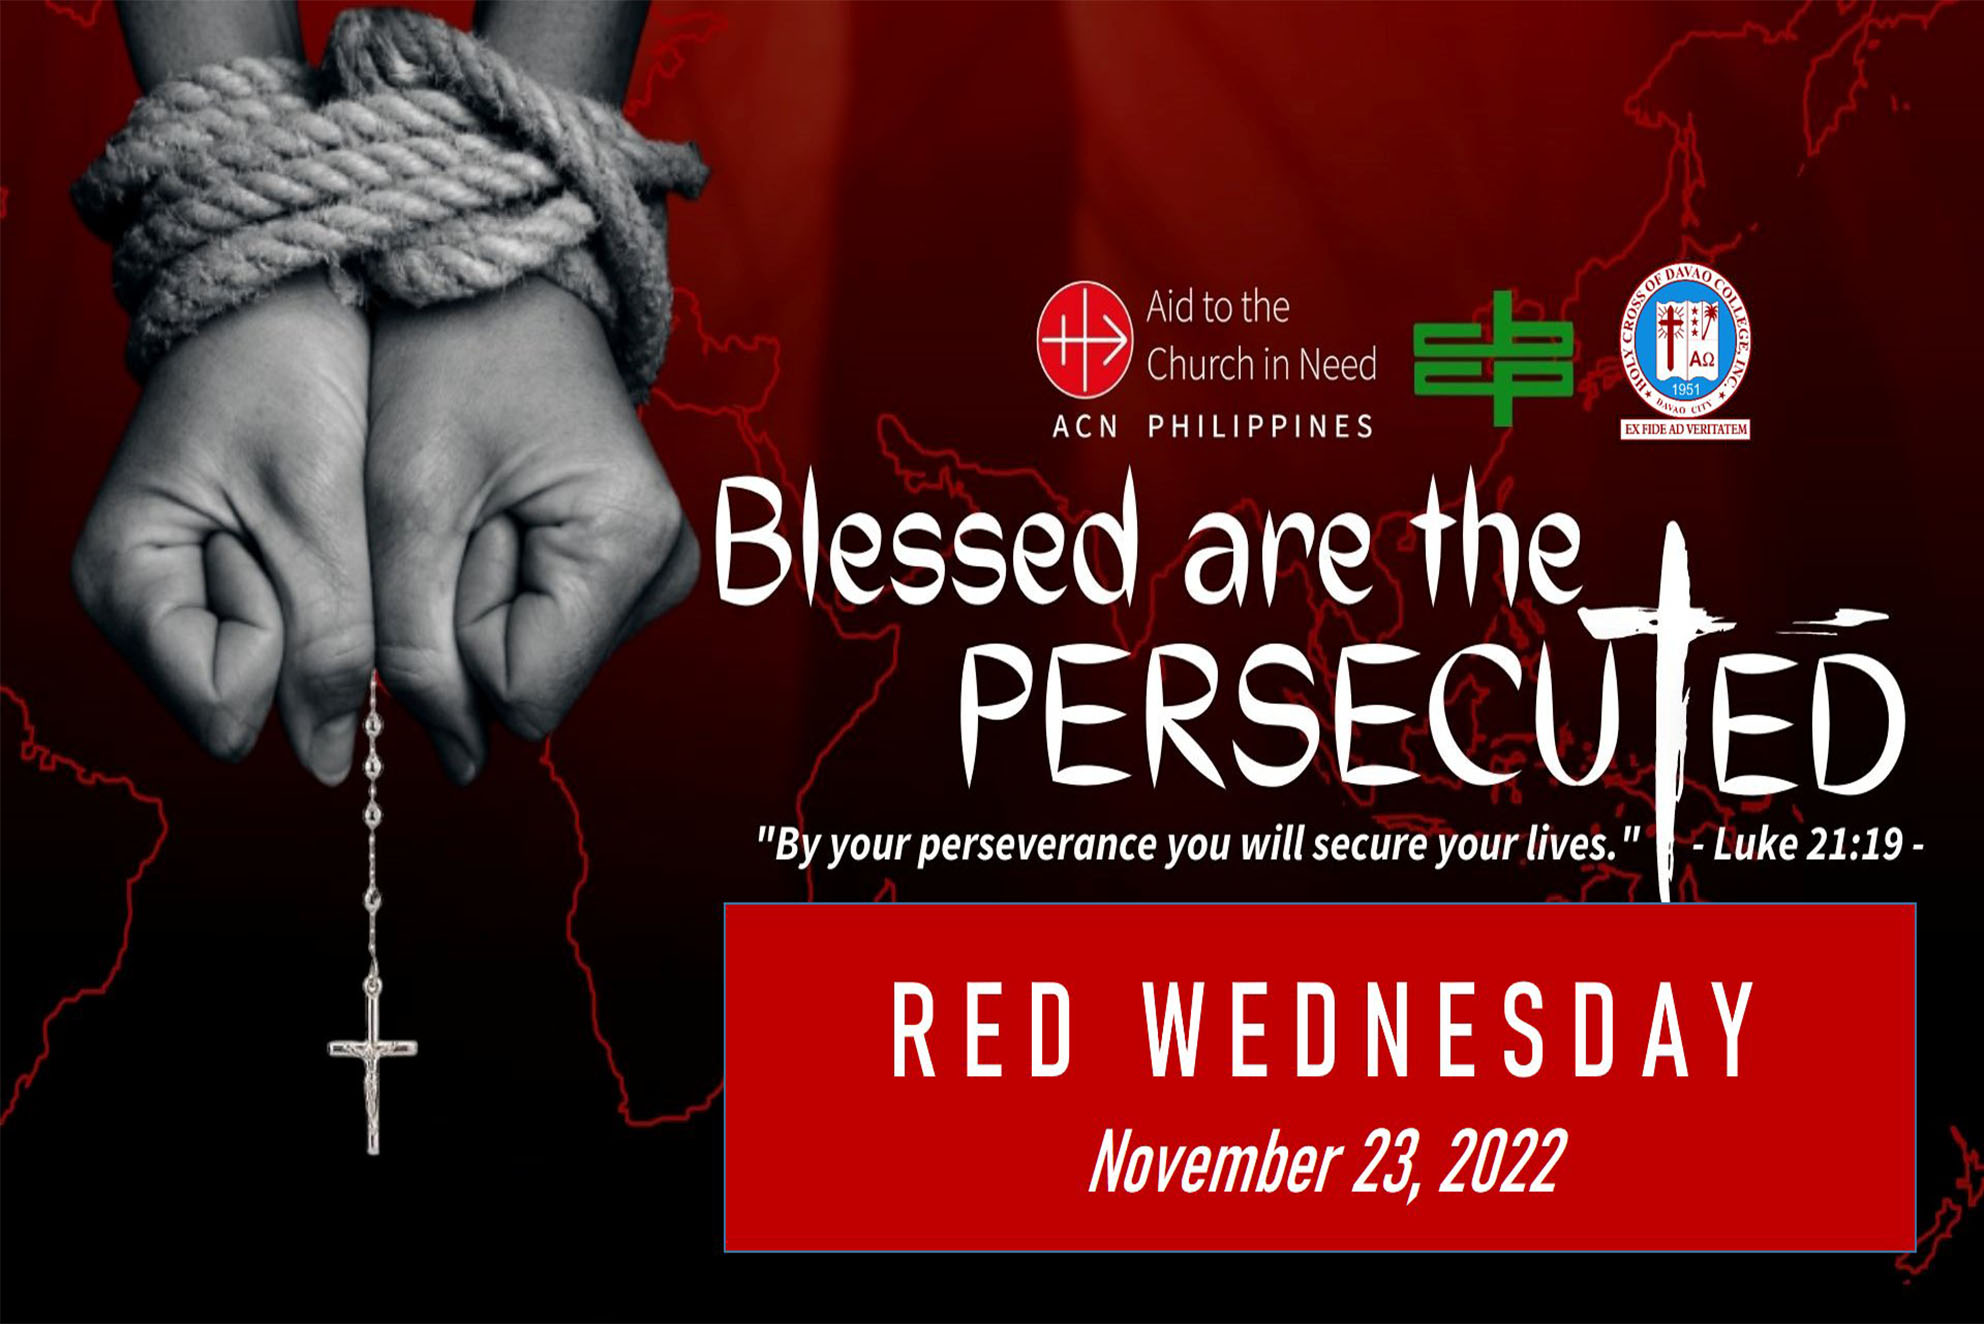 Aid to the
Church in Need
ACN PHILIPPINES
cbcp
HOLY CROSS OF DAVAO COLLEGE, INC.
ΑΩ
1951
DAVAO CITY
EX FIDE AD VERITATEM
Blessed are the
PERSECUTED
"By your perseverance you will secure your lives." - Luke 21:19 -
RED WEDNESDAY
November 23, 2022